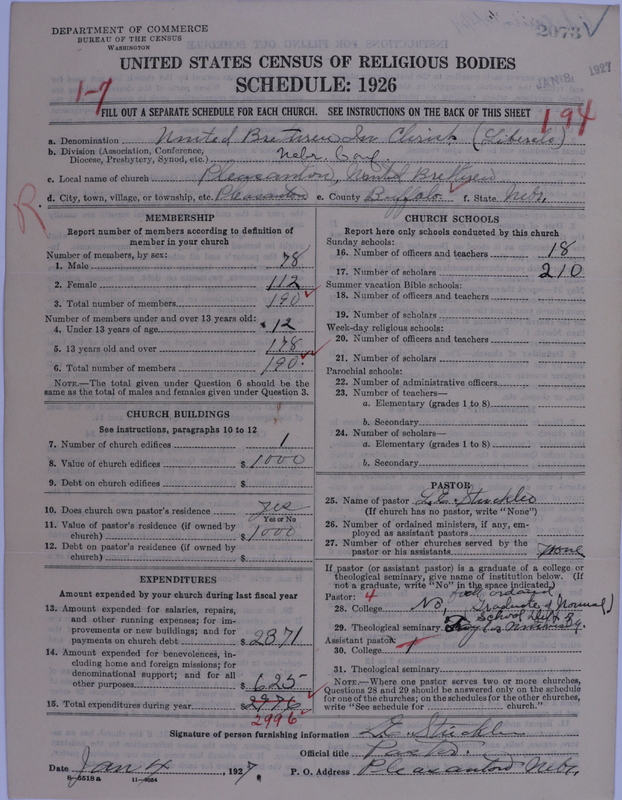 DEPARTMENT OF COMMERCE
BUREAU OF THE CENSUS
WASHINGTON
2073
JAN 8 1927
UNITED STATES CENSUS OF RELIGIOUS BODIES
SCHEDULE: 1926
1-7
194
FILL OUT A SEPARATE SCHEDULE FOR EACH CHURCH. SEE INSTRUCTIONS ON THE BACK OF THIS SHEET
a. Denomination United Brethren In Christ (Liberals)
b. Division (Association, Conference, Diocese, Presbytery, Synod, etc.) Nebr. Conf
c. Local name of church Pleasanton, United Brethren
d. City, town, village, or township, etc. Pleasanton e. County Buffalo f. State Nebr.
R
MEMBERSHIP
Report number of members according to definition of
member in your church
Number of members, by sex:
1. Male 78
2. Female 112
3. Total number of members 190
Number of members under and over 13 years old:
4. Under 13 years of age 12
5. 13 years old and over 178
6. Total number of members 190
NOTE.—The total given under Question 6 should be the
same as the total of males and females given under Question 3.
CHURCH BUILDINGS
See instructions, paragraphs 10 to 12
7. Number of church edifices 1
8. Value of church edifices $ 1000
9. Debt on church edifices $
10. Does church own pastor's residence yes
Yes or No
11. Value of pastor's residence (if owned by
church) $ 1000
12. Debt on pastor's residence (if owned by
church) $
EXPENDITURES
Amount expended by your church during last fiscal year
13. Amount expended for salaries, repairs,
and other running expenses; for im-
provements or new buildings; and for
payments on church debt $ 2371
14. Amount expended for benevolences, in-
cluding home and foreign missions; for
denominational support; and for all
other purposes $ 625
15. Total expenditures during year $ 2976
2996
CHURCH SCHOOLS
Report here only schools conducted by this church
Sunday schools:
16. Number of officers and teachers 18
17. Number of scholars 210
Summer vacation Bible schools:
18. Number of officers and teachers
19. Number of scholars
Week-day religious schools:
20. Number of officers and teachers
21. Number of scholars
Parochial schools:
22. Number of administrative officers
23. Number of teachers—
a. Elementary (grades 1 to 8)
b. Secondary
24. Number of scholars—
a. Elementary (grades 1 to 8)
b. Secondary
PASTOR
25. Name of pastor
(If church has no pastor, write "None")
26. Number of ordained ministers, if any, em-
ployed as assistant pastors
27. Number of other churches served by the
pastor or his assistants none
If pastor (or assistant pastor) is a graduate of a college or
theological seminary, give name of institution below. (If
not a graduate, write "No" in the space indicated.)
Pastor: 4 ordained
28. College No, Graduate of Normal
29. Theological seminary School
Assistant pastor:
30. College 1
31. Theological seminary
NOTE.—Where one pastor serves two or more churches,
Questions 28 and 29 should be answered only on the schedule
for one of the churches; on the schedules for the other churches,
write "See schedule for church."
Signature of person furnishing information
Official title Pastor.
Date Jan 4, 1927.
P. O. Address Pleasanton Nebr.
8-5518a 11-4654